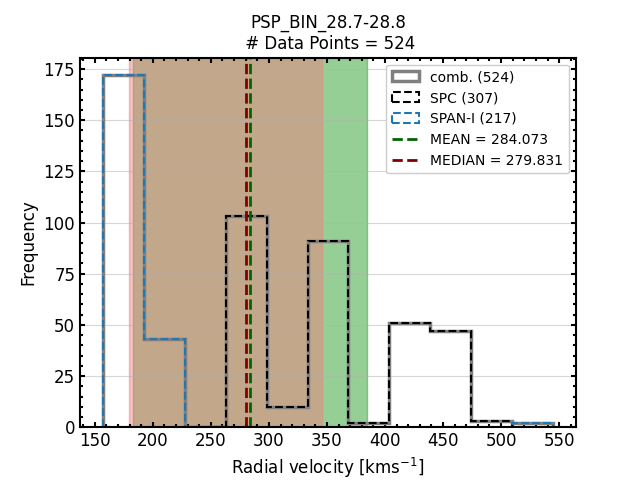 PSP_BIN_28.7-28.8
# Data Points = 524
Frequency
175
150
125
100
75
50
25
0
comb. (524)
SPC (307)
SPAN-I (217)
MEAN = 284.073
MEDIAN = 279.831
150 200 250 300 350 400 450 500 550
Radial velocity [kms⁻¹]